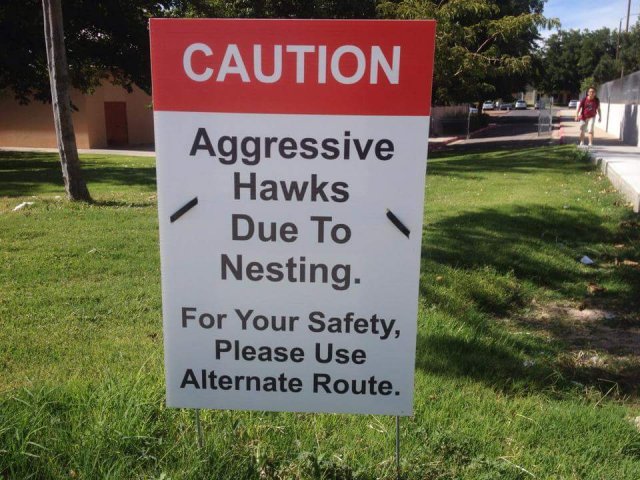 CAUTION
Aggressive
Hawks
Due To
Nesting.
For Your Safety,
Please Use
Alternate Route.